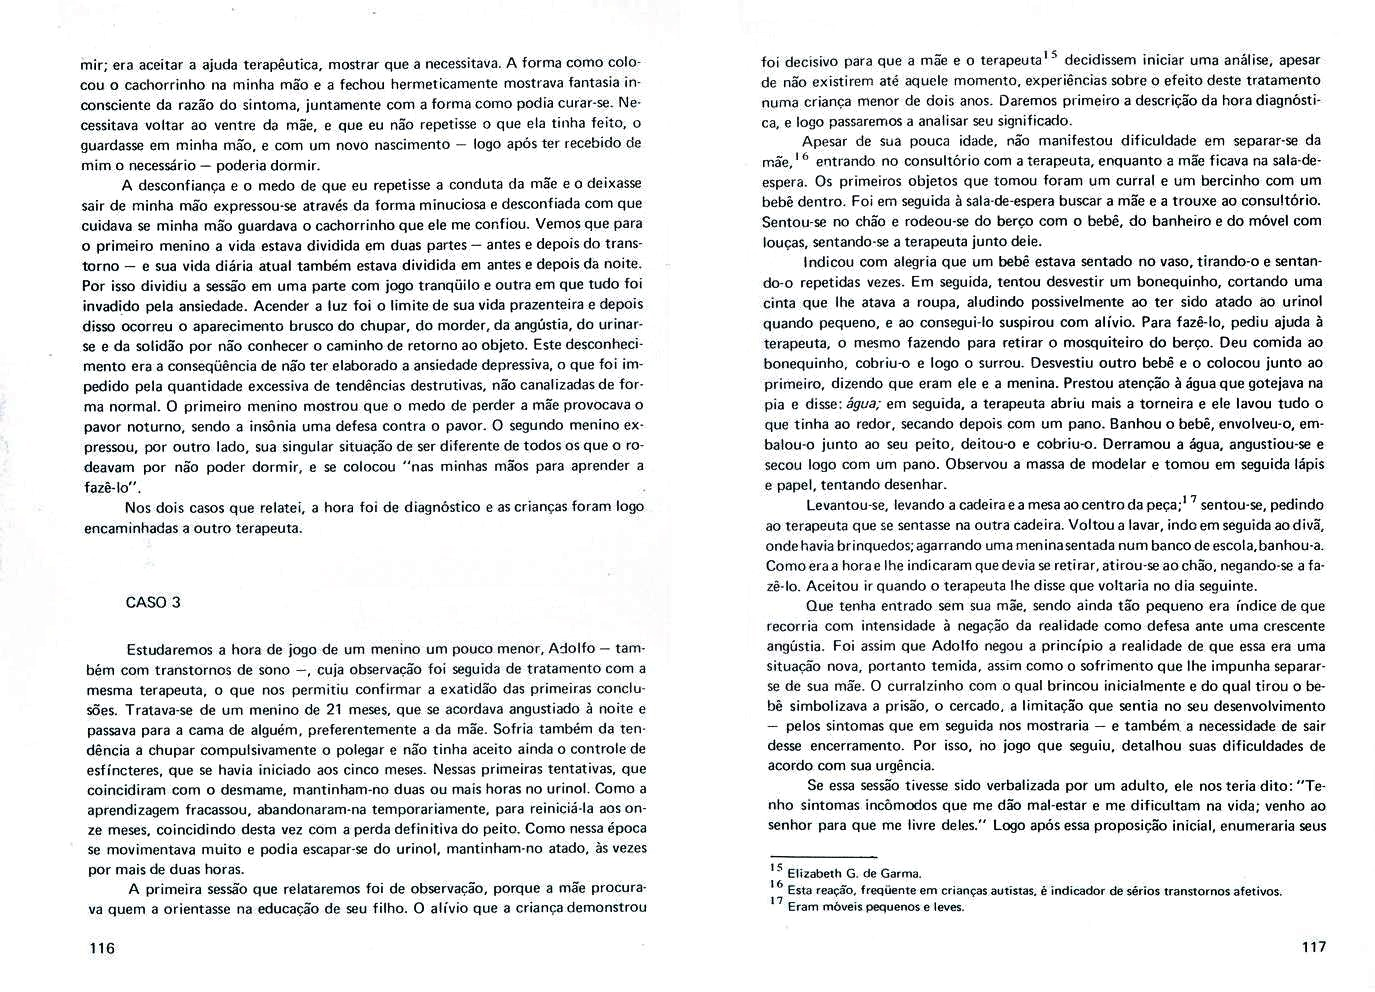 mir; era aceitar a ajuda terapêutica, mostrar que a necessitava. A forma como colo-
cou o cachorrinho na minha mão e a fechou hermeticamente mostrava fantasia in-
consciente da razão do sintoma, juntamente com a forma como podia curar-se. Ne-
cessitava voltar ao ventre da mãe, e que eu não repetisse o que ela tinha feito, o
guardasse em minha mão, e com um novo nascimento — logo após ter recebido de
mim o necessário — poderia dormir.
A desconfiança e o medo de que eu repetisse a conduta da mãe e o deixasse
sair de minha mão expressou-se através da forma minuciosa e desconfiada com que
cuidava se minha mão guardava o cachorrinho que ele me confiou. Vemos que para
o primeiro menino a vida estava dividida em duas partes — antes e depois do trans-
torno — e sua vida diária atual também estava dividida em antes e depois da noite.
Por isso dividiu a sessão em uma parte com jogo tranqüilo e outra em que tudo foi
invadido pela ansiedade. Acender a luz foi o limite de sua vida prazenteira e depois
disso ocorreu o aparecimento brusco do chupar, do morder, da angústia, do urinar-
se e da solidão por não conhecer o caminho de retorno ao objeto. Este desconheci-
mento era a conseqüência de não ter elaborado a ansiedade depressiva, o que foi im-
pedido pela quantidade excessiva de tendências destrutivas, não canalizadas de for-
ma normal. O primeiro menino mostrou que o medo de perder a mãe provocava o
pavor noturno, sendo a insônia uma defesa contra o pavor. O segundo menino ex-
pressou, por outro lado, sua singular situação de ser diferente de todos os que o ro-
deavam por não poder dormir, e se colocou "nas minhas mãos para aprender a
fazê-lo".
Nos dois casos que relatei, a hora foi de diagnóstico e as crianças foram logo
encaminhadas a outro terapeuta.
CASO 3
Estudaremos a hora de jogo de um menino um pouco menor, Adolfo — tam-
bém com transtornos de sono —, cuja observação foi seguida de tratamento com a
mesma terapeuta, o que nos permitiu confirmar a exatidão das primeiras conclu-
sões. Tratava-se de um menino de 21 meses, que se acordava angustiado à noite e
passava para a cama de alguém, preferentemente a da mãe. Sofria também da ten-
dência a chupar compulsivamente o polegar e não tinha aceito ainda o controle de
esfíncteres, que se havia iniciado aos cinco meses. Nessas primeiras tentativas, que
coincidiram com o desmame, mantinham-no duas ou mais horas no urinol. Como a
aprendizagem fracassou, abandonaram-na temporariamente, para reiniciá-la aos on-
ze meses, coincidindo desta vez com a perda definitiva do peito. Como nessa época
se movimentava muito e podia escapar-se do urinol, mantinham-no atado, às vezes
por mais de duas horas.
A primeira sessão que relataremos foi de observação, porque a mãe procura-
va quem a orientasse na educação de seu filho. O alívio que a criança demonstrou
116
foi decisivo para que a mãe e o terapeuta15 decidissem iniciar uma análise, apesar
de não existirem até aquele momento, experiências sobre o efeito deste tratamento
numa criança menor de dois anos. Daremos primeiro a descrição da hora diagnósti-
ca, e logo passaremos a analisar seu significado.
Apesar de sua pouca idade, não manifestou dificuldade em separar-se da
mãe,16 entrando no consultório com a terapeuta, enquanto a mãe ficava na sala-de-
espera. Os primeiros objetos que tomou foram um curral e um bercinho com um
bebê dentro. Foi em seguida à sala-de-espera buscar a mãe e a trouxe ao consultório.
Sentou-se no chão e rodeou-se do berço com o bebê, do banheiro e do móvel com
louças, sentando-se a terapeuta junto dele.
Indicou com alegria que um bebê estava sentado no vaso, tirando-o e sentan-
do-o repetidas vezes. Em seguida, tentou desvestir um bonequinho, cortando uma
cinta que lhe atava a roupa, aludindo possivelmente ao ter sido atado ao urinol
quando pequeno, e ao consegui-lo suspirou com alívio. Para fazê-lo, pediu ajuda à
terapeuta, o mesmo fazendo para retirar o mosquiteiro do berço. Deu comida ao
bonequinho, cobriu-o e logo o surrou. Desvestiu outro bebê e o colocou junto ao
primeiro, dizendo que eram ele e a menina. Prestou atenção à água que gotejava na
pia e disse: água; em seguida, a terapeuta abriu mais a torneira e ele lavou tudo o
que tinha ao redor, secando depois com um pano. Banhou o bebê, envolveu-o, em-
balou-o junto ao seu peito, deitou-o e cobriu-o. Derramou a água, angustiou-se e
secou logo com um pano. Observou a massa de modelar e tomou em seguida lápis
e papel, tentando desenhar.
Levantou-se, levando a cadeira e a mesa ao centro da peça;17 sentou-se, pedindo
ao terapeuta que se sentasse na outra cadeira. Voltou a lavar, indo em seguida ao divã,
onde havia brinquedos; agarrando uma menina sentada num banco de escola, banhou-a.
Como era a hora e lhe indicaram que devia se retirar, atirou-se ao chão, negando-se a fa-
zê-lo. Aceitou ir quando o terapeuta lhe disse que voltaria no dia seguinte.
Que tenha entrado sem sua mãe, sendo ainda tão pequeno era índice de que
recorria com intensidade à negação da realidade como defesa ante uma crescente
angústia. Foi assim que Adolfo negou a princípio a realidade de que essa era uma
situação nova, portanto temida, assim como o sofrimento que lhe impunha separar-
se de sua mãe. O curralzinho com o qual brincou inicialmente e do qual tirou o be-
bê simbolizava a prisão, o cercado, a limitação que sentia no seu desenvolvimento
— pelos sintomas que em seguida nos mostraria — e também a necessidade de sair
desse encerramento. Por isso, no jogo que seguiu, detalhou suas dificuldades de
acordo com sua urgência.
Se essa sessão tivesse sido verbalizada por um adulto, ele nos teria dito: "Te-
nho sintomas incômodos que me dão mal-estar e me dificultam na vida; venho ao
senhor para que me livre deles." Logo após essa proposição inicial, enumeraria seus
15 Elizabeth G. de Garma.
16 Esta reação, freqüente em crianças autistas, é indicador de sérios transtornos afetivos.
17 Eram móveis pequenos e leves.
117